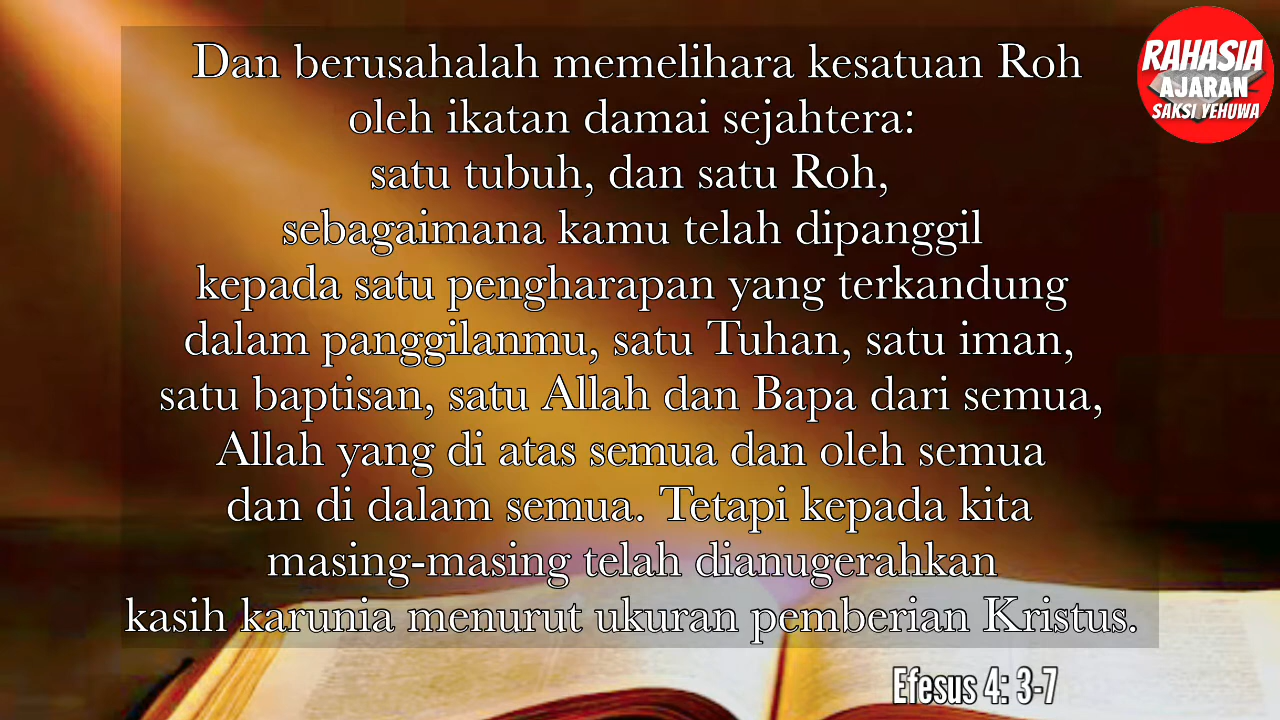 Dan berusahalah memelihara kesatuan Roh
oleh ikatan damai sejahtera:
satu tubuh, dan satu Roh,
sebagaimana kamu telah dipanggil
kepada satu pengharapan yang terkandung
dalam panggilanmu, satu Tuhan, satu iman,
satu baptisan, satu Allah dan Bapa dari semua,
Allah yang di atas semua dan oleh semua
dan di dalam semua. Tetapi kepada kita
masing-masing telah dianugerahkan
kasih karunia menurut ukuran pemberian Kristus.
Efesus 4: 3-7
RAHASIA
AJARAN
SAKSI YEHUWA